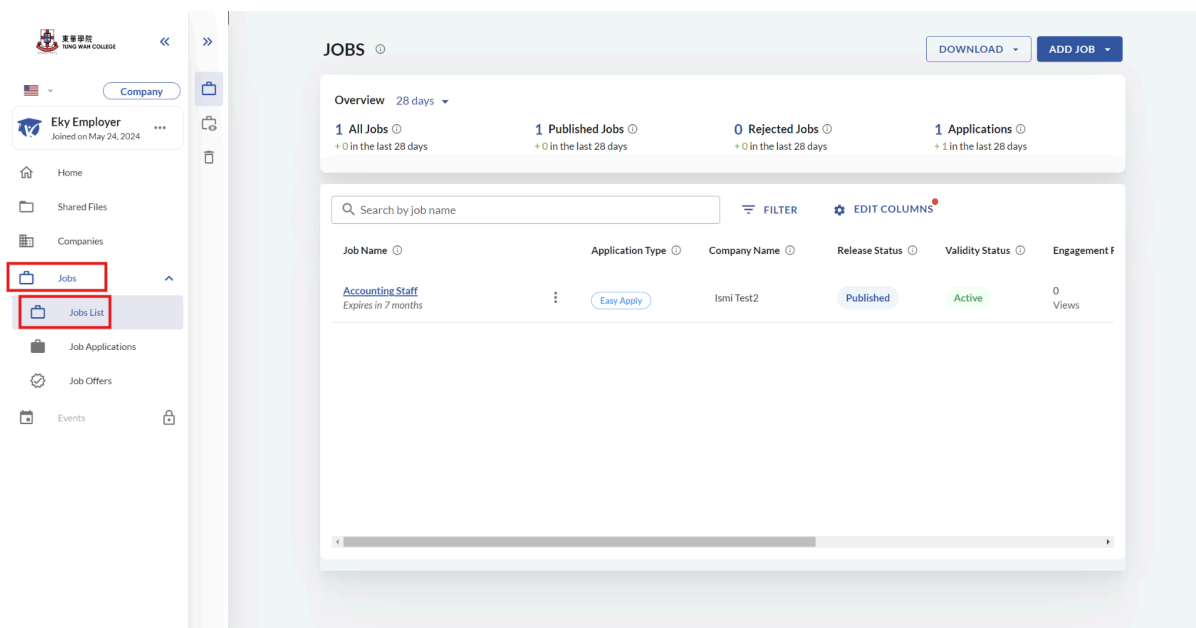 東華學院
TUNG WAH COLLEGE
Company
Eky Employer
Joined on May 24, 2024
Home
Shared Files
Companies
Jobs
Jobs List
Job Applications
Job Offers
Events
JOBS
DOWNLOAD
ADD JOB
Overview 28 days
1 All Jobs
+ 0 in the last 28 days
1 Published Jobs
+ 0 in the last 28 days
0 Rejected Jobs
+ 0 in the last 28 days
1 Applications
+ 1 in the last 28 days
Search by job name
FILTER
EDIT COLUMNS
Job Name Application Type Company Name Release Status Validity Status Engagement
Accounting Staff Easy Apply Ismi Test2 Published Active 0
Expires in 7 months Views